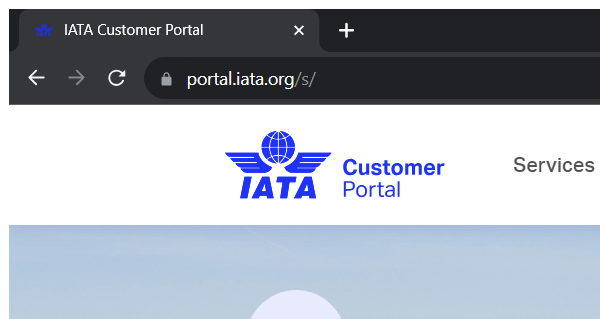 IATA Customer Portal
portal.iata.org/s/
IATA
Customer
Portal
Services